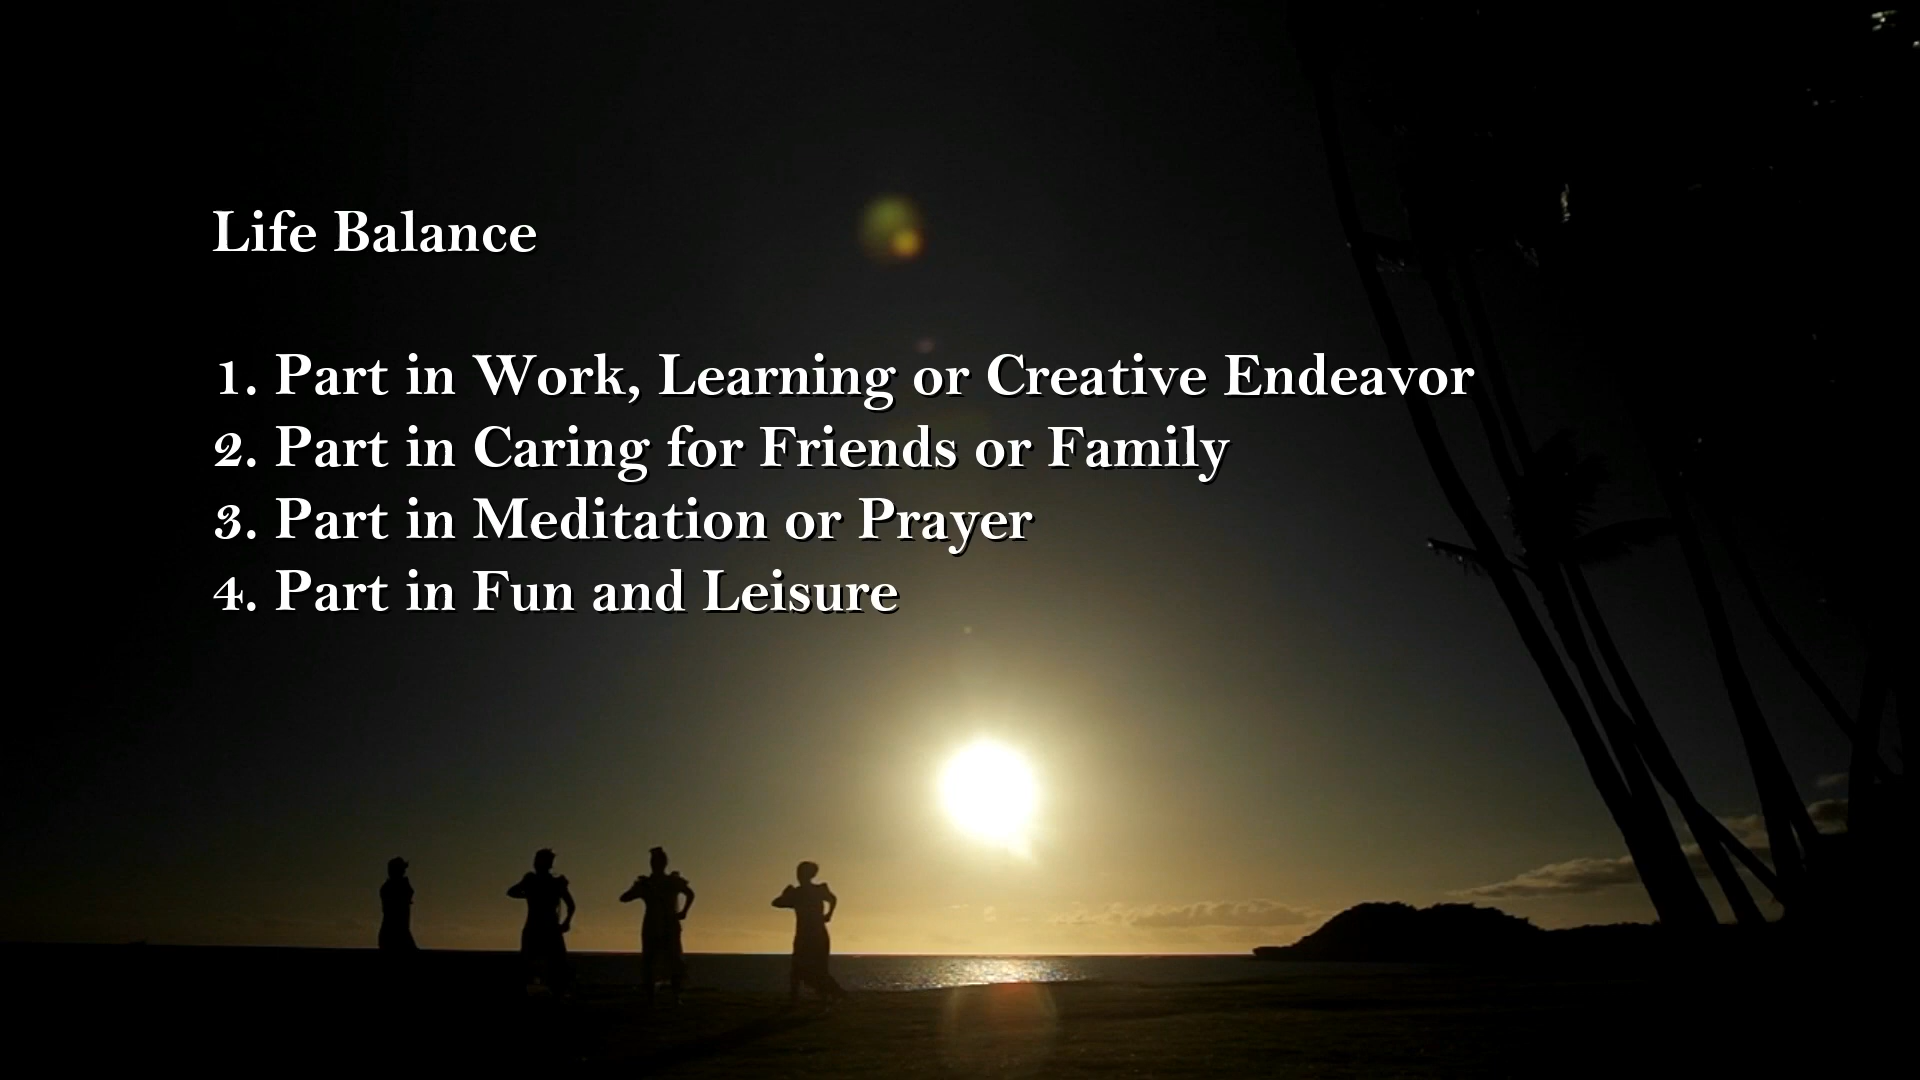 Life Balance
1. Part in Work, Learning or Creative Endeavor
2. Part in Caring for Friends or Family
3. Part in Meditation or Prayer
4. Part in Fun and Leisure